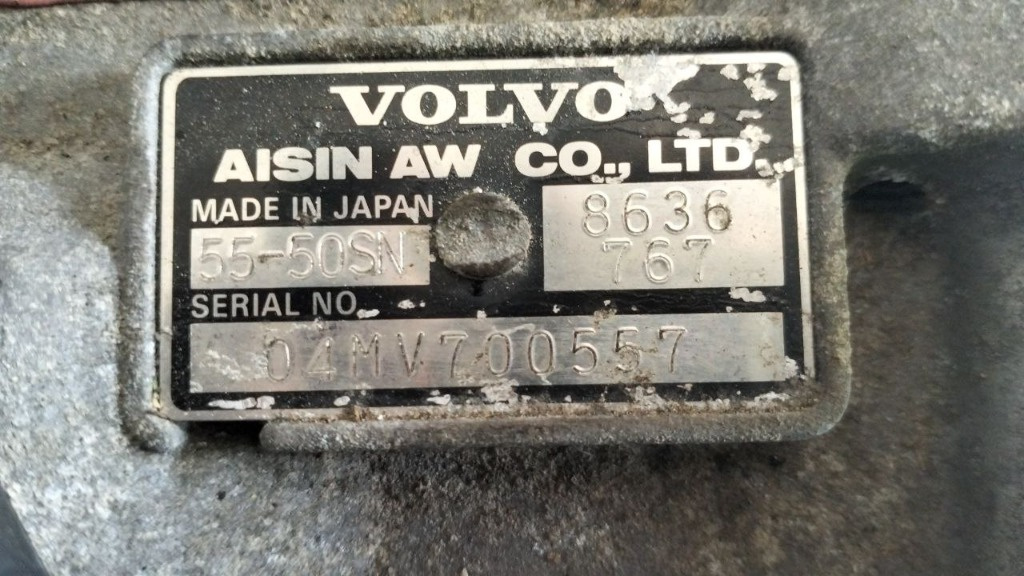 VOLVO
AISIN AW CO., LTD.
MADE IN JAPAN
55-50SN
8636
767
SERIAL NO.
04MV700557